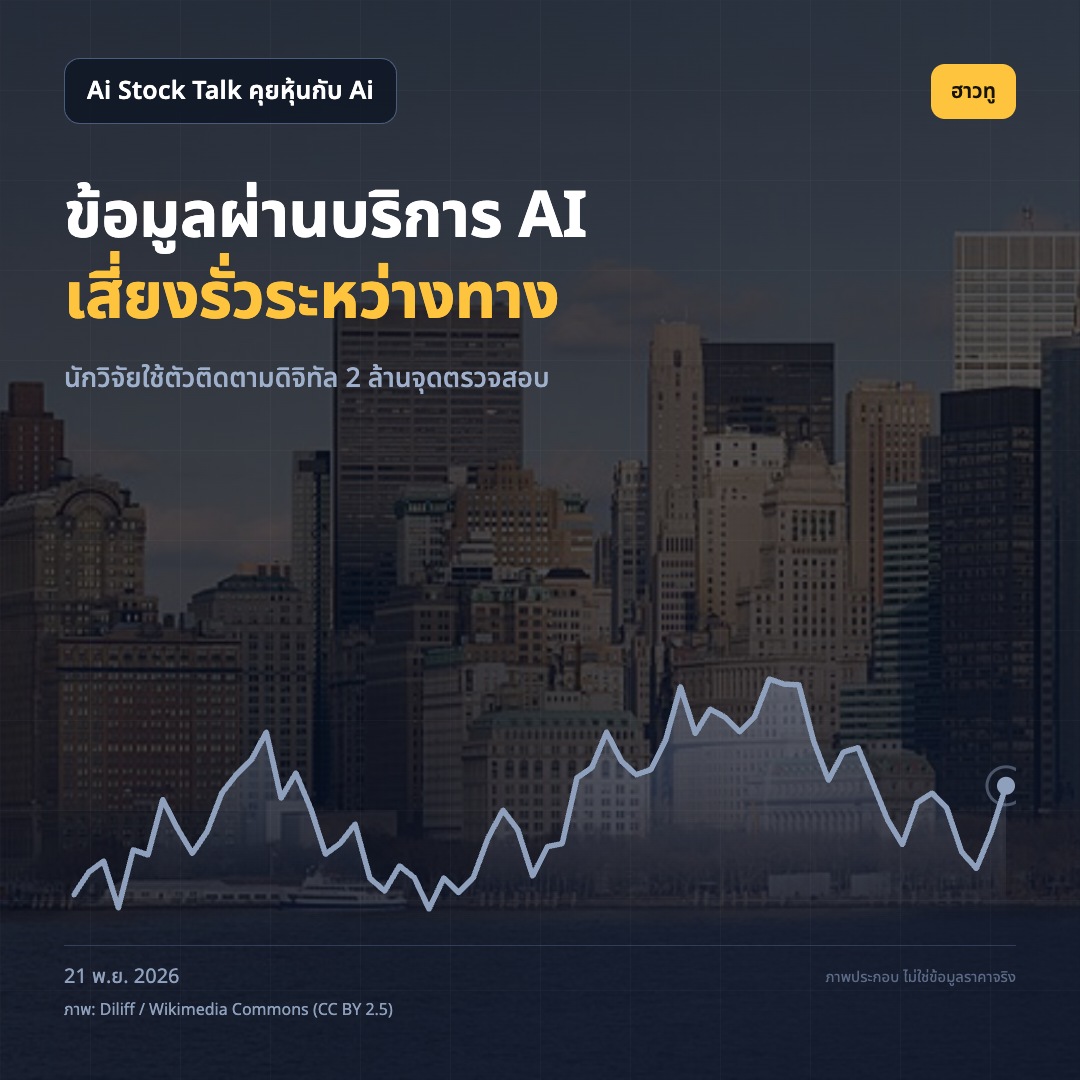 Ai Stock Talk คุยหุ้นกับ Ai
ฮาวทู
ข้อมูลผ่านบริการ AI
เสี่ยงรั่วระหว่างทาง
นักวิจัยใช้ตัวติดตามดิจิทัล 2 ล้านจุดตรวจสอบ
21 พ.ย. 2026
ภาพประกอบ ไม่ใช่ข้อมูลราคาจริง
ภาพ: Diliff / Wikimedia Commons (CC BY 2.5)